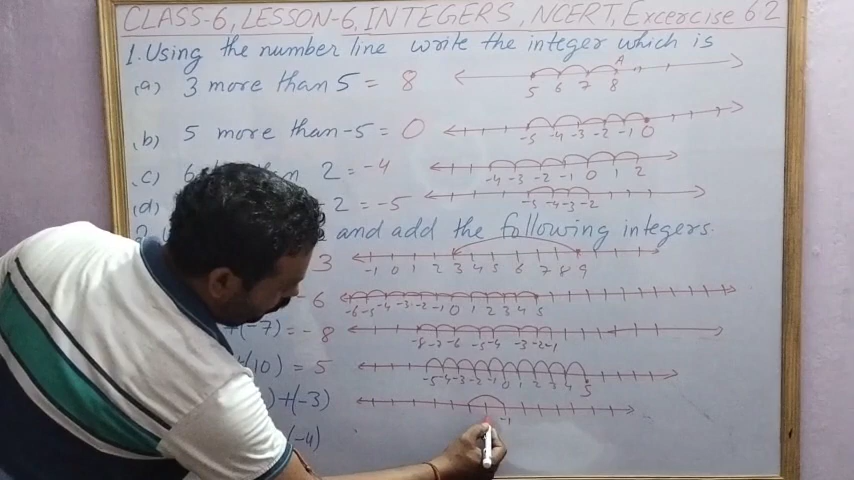 CLASS-6, LESSON-6, INTEGERS, NCERT, Excercise 6.2
1. Using the number line write the integer which is
(a) 3 more than 5 = 8
5 6 7 8 A
(b) 5 more than -5 = 0
-5 -4 -3 -2 -1 0
(c) 6 2 = -4
-4 -3 -2 -1 0 1 2
(d) 2 = -5
-5 -4 -3 -2
and add the following integers.
3
-1 0 1 2 3 4 5 6 7 8 9
-6
-6 -5 -4 -3 -2 -1 0 1 2 3 4 5
+(-7) = -8
-8 -7 -6 -5 -4 -3 -2 -1
(10) = 5
-5 -4 -3 -2 -1 0 1 2 3 4 5
) + (-3)
-1
(-4)